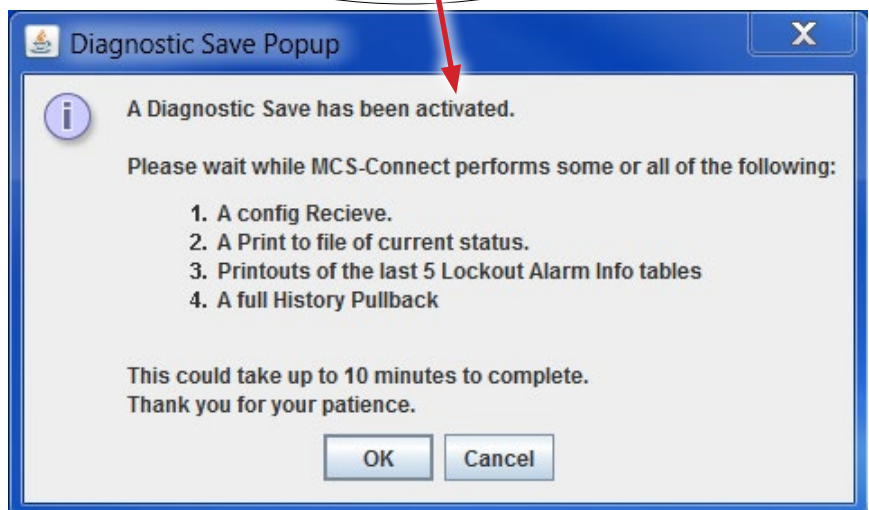 Diagnostic Save Popup
X
A Diagnostic Save has been activated.
Please wait while MCS-Connect performs some or all of the following:
1. A config Recieve.
2. A Print to file of current status.
3. Printouts of the last 5 Lockout Alarm Info tables
4. A full History Pullback
This could take up to 10 minutes to complete.
Thank you for your patience.
OK Cancel